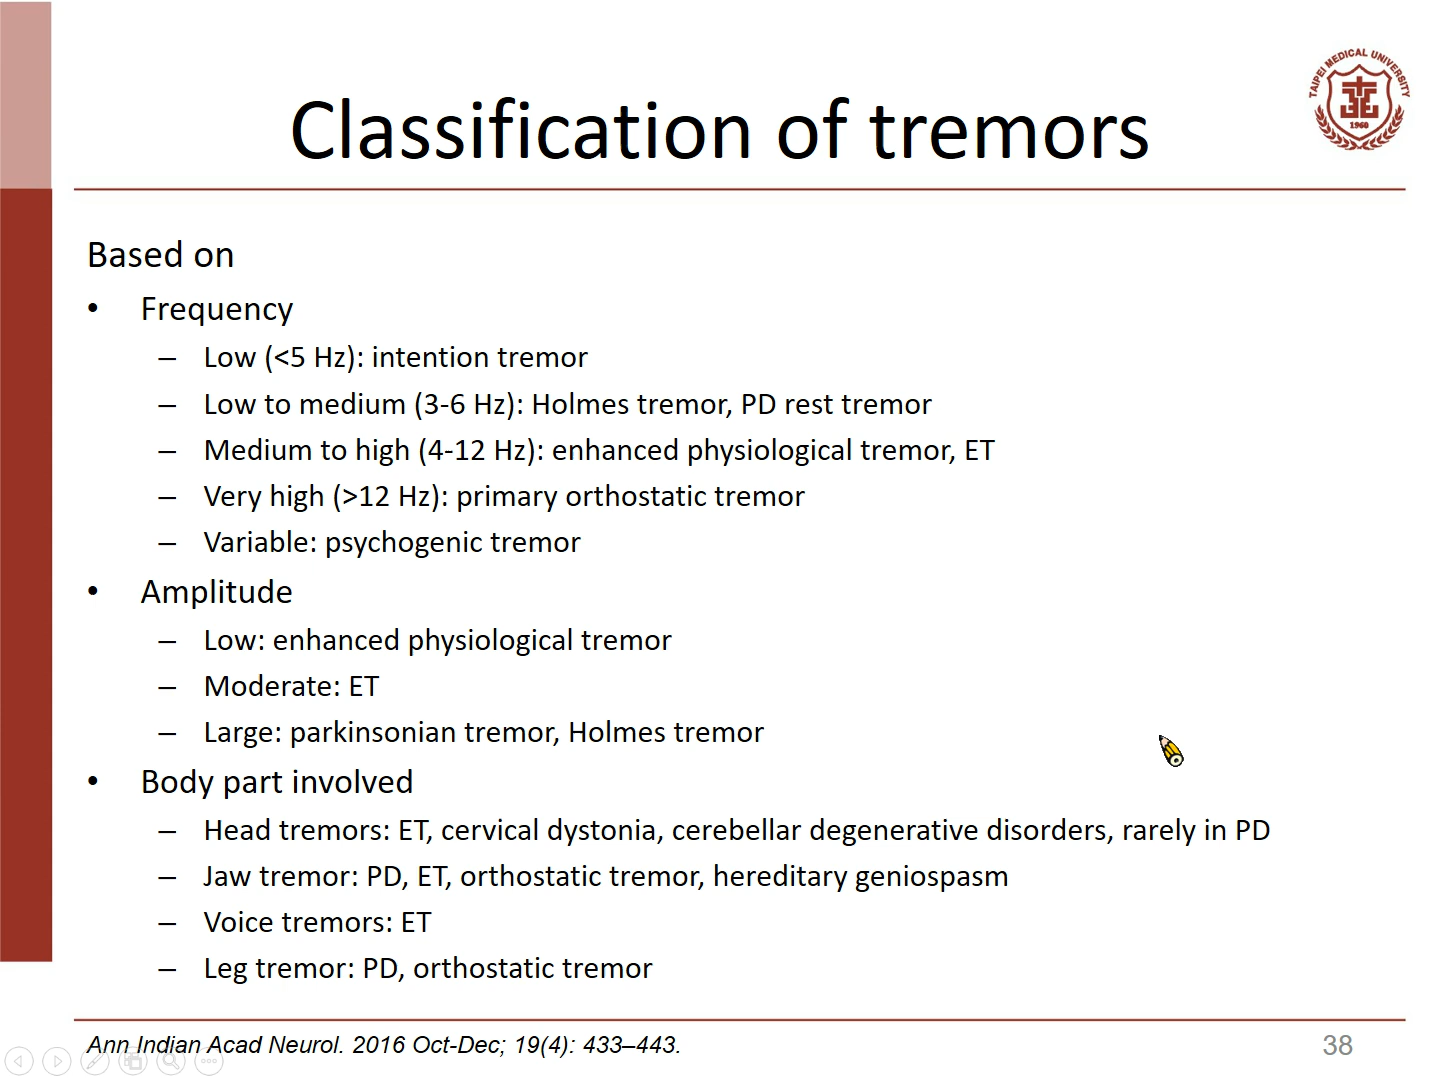 TAIPEI MEDICAL UNIVERSITY
1960
Classification of tremors
Based on
• Frequency
– Low (<5 Hz): intention tremor
– Low to medium (3-6 Hz): Holmes tremor, PD rest tremor
– Medium to high (4-12 Hz): enhanced physiological tremor, ET
– Very high (>12 Hz): primary orthostatic tremor
– Variable: psychogenic tremor
• Amplitude
– Low: enhanced physiological tremor
– Moderate: ET
– Large: parkinsonian tremor, Holmes tremor
• Body part involved
– Head tremors: ET, cervical dystonia, cerebellar degenerative disorders, rarely in PD
– Jaw tremor: PD, ET, orthostatic tremor, hereditary geniospasm
– Voice tremors: ET
– Leg tremor: PD, orthostatic tremor
Ann Indian Acad Neurol. 2016 Oct-Dec; 19(4): 433–443.
38